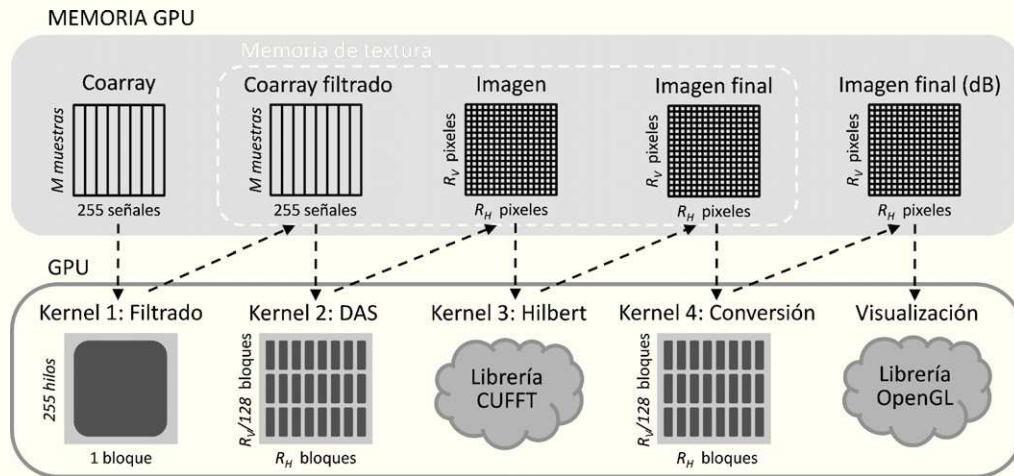 MEMORIA GPU
Memoria de textura
Coarray
Coarray filtrado
Imagen
Imagen final
Imagen final (dB)
M muestras
M muestras
R_V pixeles
R_V pixeles
R_V pixeles
255 señales
255 señales
R_H pixeles
R_H pixeles
R_H pixeles
GPU
Kernel 1: Filtrado
Kernel 2: DAS
Kernel 3: Hilbert
Kernel 4: Conversión
Visualización
255 hilos
R_V/128 bloques
Librería
CUFFT
R_V/128 bloques
Librería
OpenGL
1 bloque
R_H bloques
R_H bloques